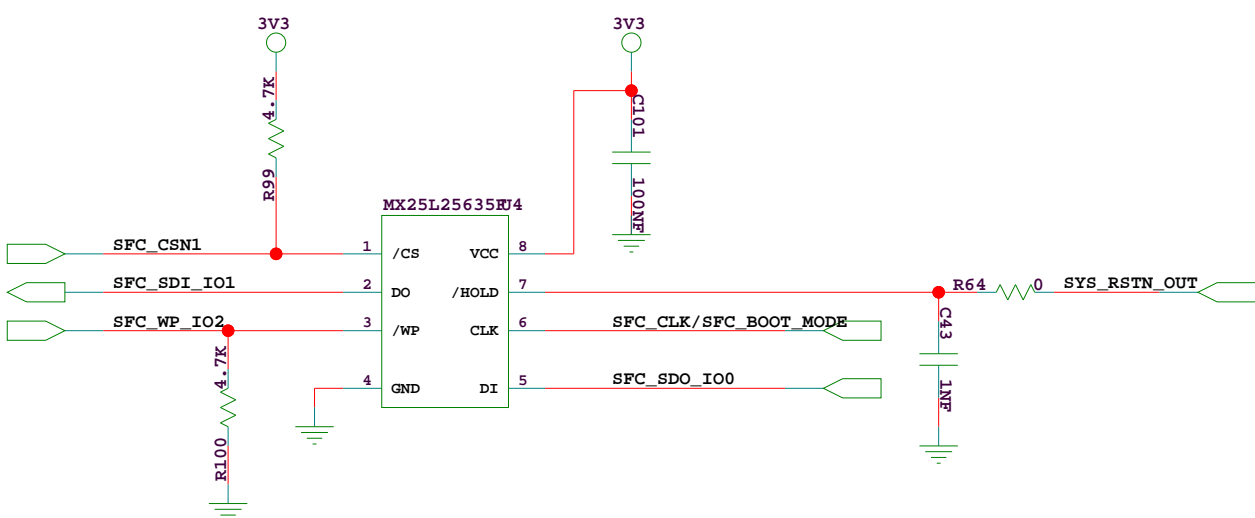 3V3
3V3
4.7K
C101
R99
100NF
MX25L25635F
U4
SFC_CSN1
1
/CS
VCC
8
SFC_SDI_IO1
2
DO
/HOLD
7
R64
0
SYS_RSTN_OUT
SFC_WP_IO2
3
/WP
CLK
6
SFC_CLK/SFC_BOOT_MODE
C43
4.7K
4
GND
DI
5
SFC_SDO_IO0
1NF
R100